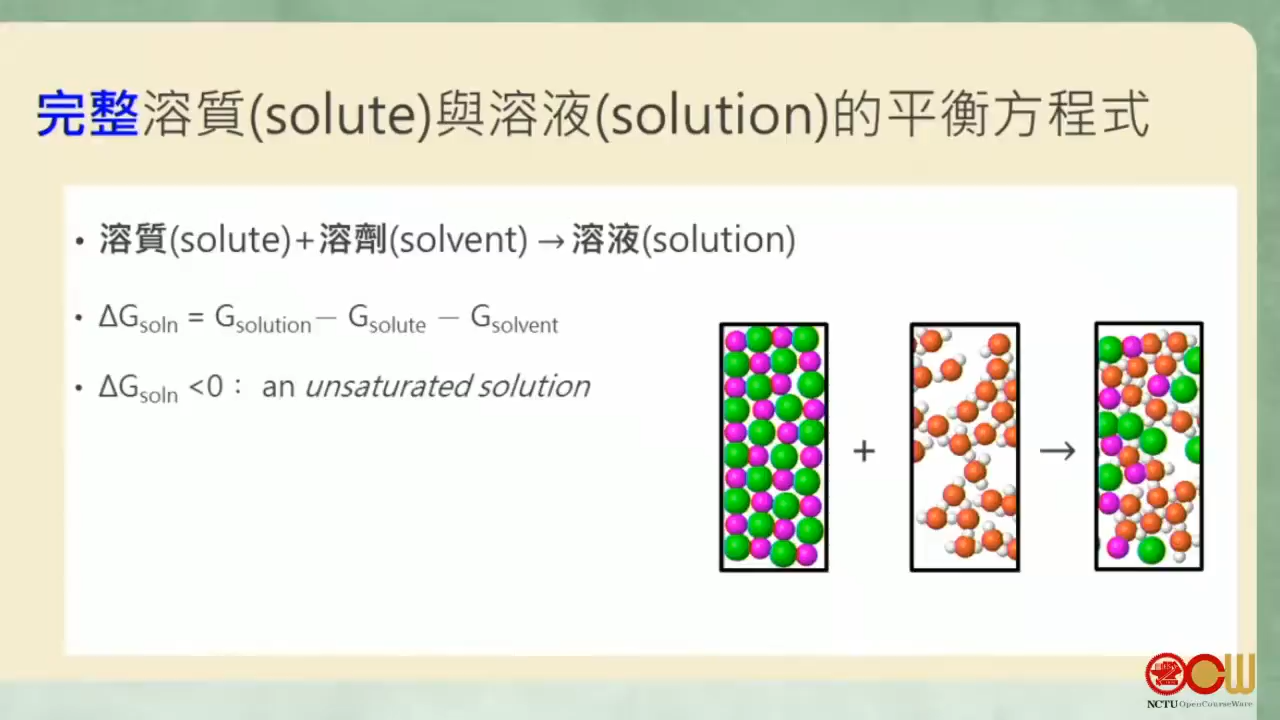 完整溶質(solute)與溶液(solution)的平衡方程式
• 溶質(solute)+溶劑(solvent) → 溶液(solution)
• ΔGsoln = Gsolution − Gsolute − Gsolvent
• ΔGsoln <0： an unsaturated solution
+ →
OCW
NCTU OpenCourseWare